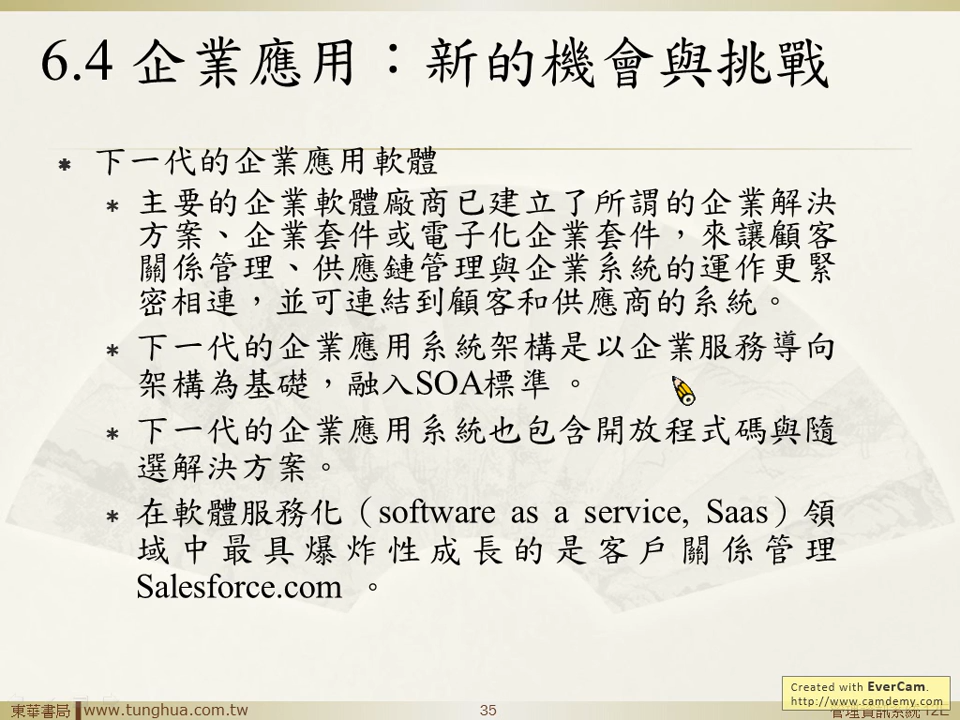 6.4 企業應用：新的機會與挑戰
下一代的企業應用軟體
主要的企業軟體廠商已建立了所謂的企業解決
方案、企業套件或電子化企業套件，來讓顧客
關係管理、供應鏈管理與企業系統的運作更緊
密相連，並可連結到顧客和供應商的系統。
下一代的企業應用系統架構是以企業服務導向
架構為基礎，融入SOA標準 。
下一代的企業應用系統也包含開放程式碼與隨
選解決方案。
在軟體服務化（software as a service, Saas）領
域中最具爆炸性成長的是客戶關係管理
Salesforce.com 。
東華書局 www.tunghua.com.tw
35
Created with EverCam.
http://www.camdemy.com
管理資訊系統 12E